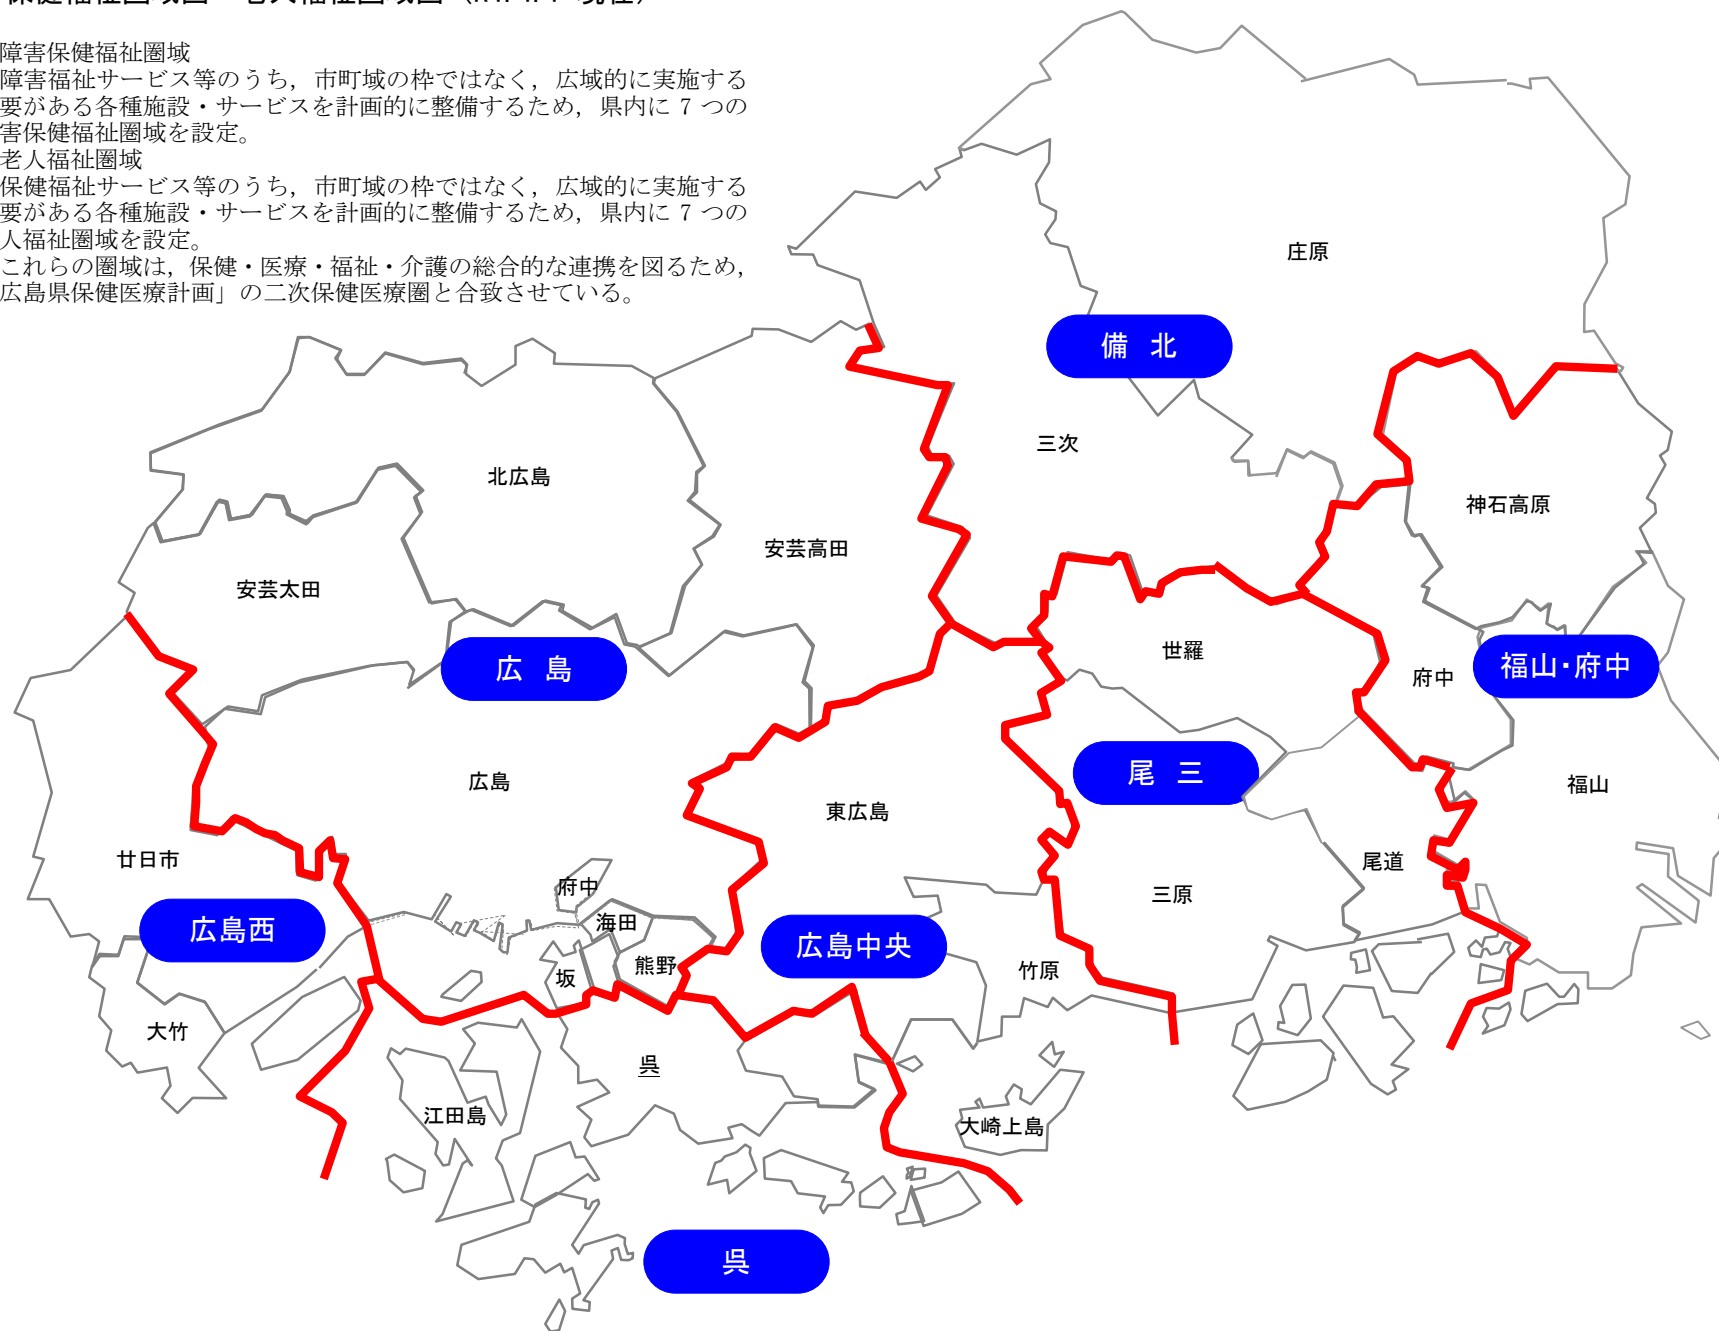 障害保健福祉圏域
障害福祉サービス等のうち，市町域の枠ではなく，広域的に実施する
要がある各種施設・サービスを計画的に整備するため，県内に 7 つの
害保健福祉圏域を設定。
老人福祉圏域
保健福祉サービス等のうち，市町域の枠ではなく，広域的に実施する
要がある各種施設・サービスを計画的に整備するため，県内に 7 つの
人福祉圏域を設定。
これらの圏域は，保健・医療・福祉・介護の総合的な連携を図るため，
広島県保健医療計画」の二次保健医療圏と合致させている。
庄原
備 北
三次
北広島
神石高原
安芸高田
安芸太田
世羅
広 島
福山・府中
府中
尾 三
広島
福山
東広島
廿日市
尾道
府中
三原
海田
広島西
広島中央
熊野
坂
竹原
大竹
呉
江田島
大崎上島
呉